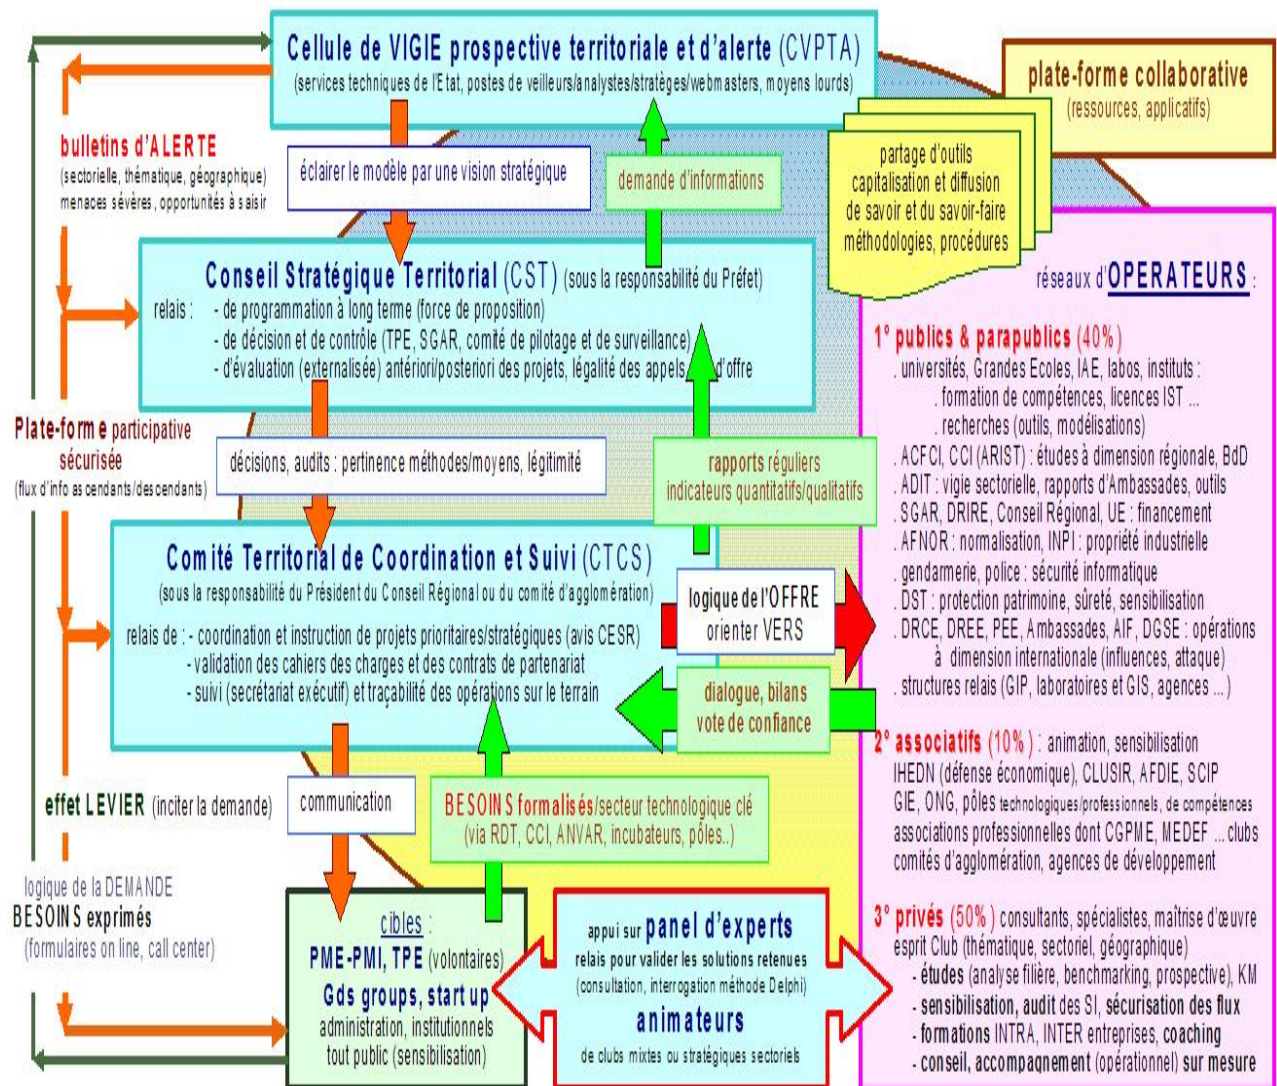 Cellule de VIGIE prospective territoriale et d'alerte (CVPTA)
(services techniques de l'Etat, postes de veilleurs/analystes/stratèges/webmasters, moyens lourds)
plate-forme collaborative
(ressources, applicatifs)
bulletins d'ALERTE
(sectorielle, thématique, géographique)
menaces sévères, opportunités à saisir
éclairer le modèle par une vision stratégique
demande d'informations
partage d'outils
capitalisation et diffusion
de savoir et du savoir-faire
méthodologies, procédures
Conseil Stratégique Territorial (CST) (sous la responsabilité du Préfet)
relais : - de programmation à long terme (force de proposition)
- de décision et de contrôle (TPE, SGAR, comité de pilotage et de surveillance)
- d'évaluation (externalisée) antériori/posteriori des projets, légalité des appels d'offre
Plate-forme participative
sécurisée
(flux d'info ascendants/descendants)
décisions, audits : pertinence méthodes/moyens, légitimité
rapports réguliers
indicateurs quantitatifs/qualitatifs
Comité Territorial de Coordination et Suivi (CTCS)
(sous la responsabilité du Président du Conseil Régional ou du comité d'agglomération)
relais de : - coordination et instruction de projets prioritaires/stratégiques (avis CESR)
- validation des cahiers des charges et des contrats de partenariat
- suivi (secrétariat exécutif) et traçabilité des opérations sur le terrain
logique de l'OFFRE
orienter VERS
dialogue, bilans
vote de confiance
effet LEVIER (inciter la demande)
communication
BESOINS formalisés/secteur technologique clé
(via RDT, CCI, ANVAR, incubateurs, pôles..)
logique de la DEMANDE
BESOINS exprimés
(formulaires on line, call center)
cibles :
PME-PMI, TPE (volontaires)
Gds groups, start up
administration, institutionnels
tout public (sensibilisation)
appui sur panel d'experts
relais pour valider les solutions retenues
(consultation, interrogation méthode Delphi)
animateurs
de clubs mixtes ou stratégiques sectoriels
réseaux d'OPERATEURS :
1° publics & parapublics (40%)
. universités, Grandes Ecoles, IAE, labos, instituts :
. formation de compétences, licences IST ...
. recherches (outils, modélisations)
. ACFCI, CCI (ARIST) : études à dimension régionale, BdD
. ADIT : vigie sectorielle, rapports d'Ambassades, outils
. SGAR, DRIRE, Conseil Régional, UE : financement
. AFNOR : normalisation, INPI : propriété industrielle
. gendarmerie, police : sécurité informatique
. DST : protection patrimoine, sûreté, sensibilisation
. DRCE, DREE, PEE, Ambassades, AIF, DGSE : opérations
à dimension internationale (influences, attaque)
. structures relais (GIP, laboratoires et GIS, agences ...)
2° associatifs (10%) : animation, sensibilisation
IHEDN (défense économique), CLUSIR, AFDIE, SCIP
GIE, ONG, pôles technologiques/professionnels, de compétences
associations professionnelles dont CGPME, MEDEF ... clubs
comités d'agglomération, agences de développement
3° privés (50%) consultants, spécialistes, maîtrise d'œuvre
esprit Club (thématique, sectoriel, géographique)
- études (analyse filière, benchmarking, prospective), KM
- sensibilisation, audit des SI, sécurisation des flux
- formations INTRA, INTER entreprises, coaching
- conseil, accompagnement (opérationnel) sur mesure